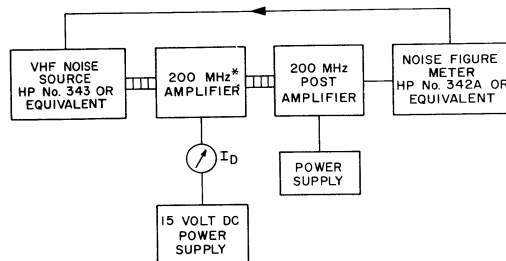 VHF NOISE
SOURCE
HP No. 343 OR
EQUIVALENT
200 MHz*
AMPLIFIER
200 MHz
POST
AMPLIFIER
NOISE FIGURE
METER
HP No. 342A OR
EQUIVALENT
ID
POWER
SUPPLY
15 VOLT DC
POWER
SUPPLY